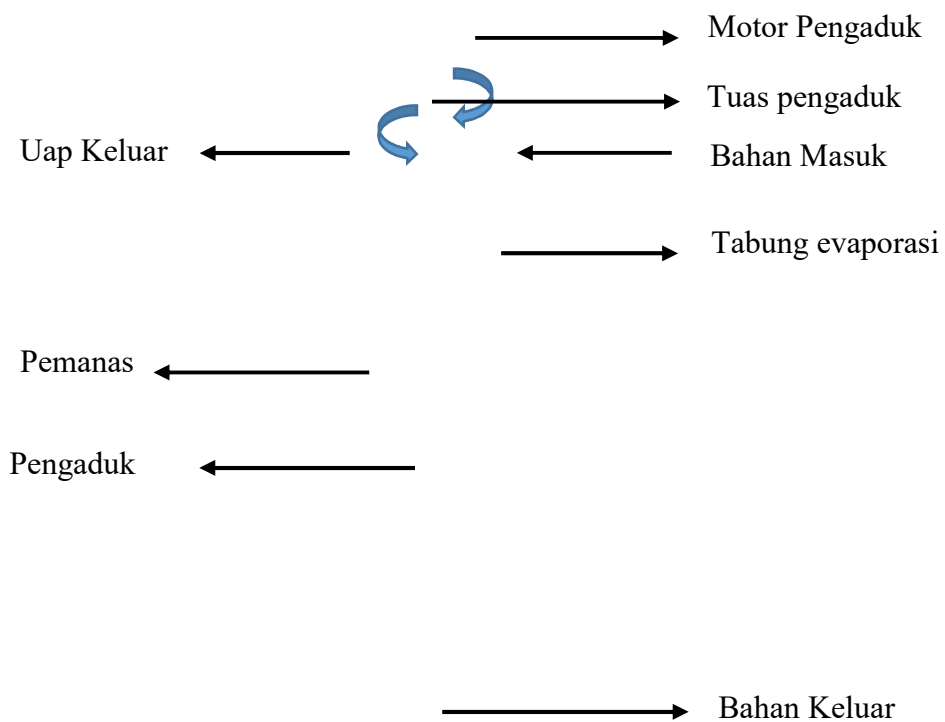 Motor Pengaduk
Tuas pengaduk
Uap Keluar
Bahan Masuk
Tabung evaporasi
Pemanas
Pengaduk
Bahan Keluar